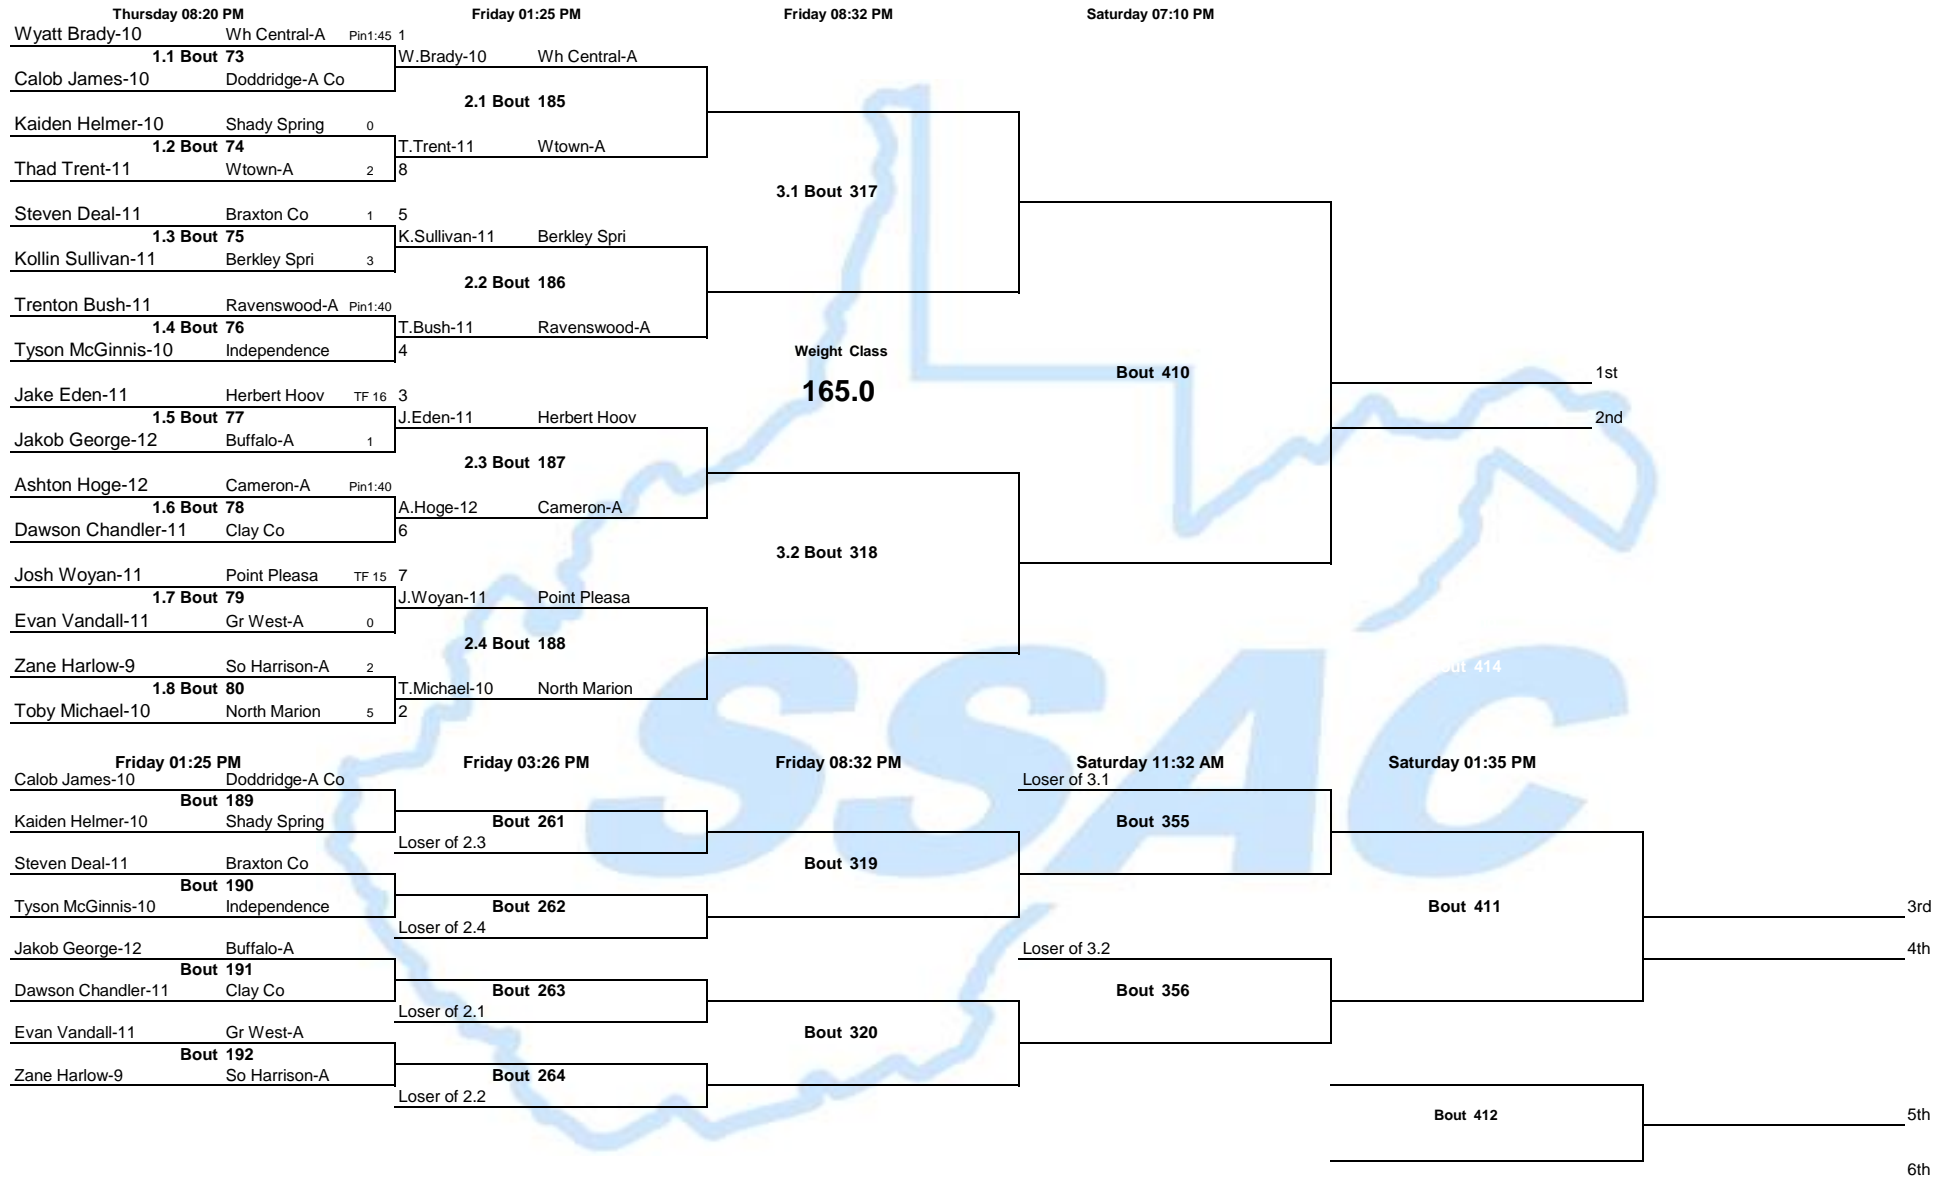 Thursday 08:20 PM Friday 01:25 PM Friday 08:32 PM Saturday 07:10 PM
Wyatt Brady-10 Wh Central-A Pin1:45 1
1.1 Bout 73 W.Brady-10 Wh Central-A
Calob James-10 Doddridge-A Co
2.1 Bout 185
Kaiden Helmer-10 Shady Spring 0
1.2 Bout 74 T.Trent-11 Wtown-A
Thad Trent-11 Wtown-A 2 8
3.1 Bout 317
Steven Deal-11 Braxton Co 1 5
1.3 Bout 75 K.Sullivan-11 Berkley Spri
Kollin Sullivan-11 Berkley Spri 3
2.2 Bout 186
Trenton Bush-11 Ravenswood-A Pin1:40
1.4 Bout 76 T.Bush-11 Ravenswood-A
Tyson McGinnis-10 Independence 4 Weight Class
Bout 410 1st
Jake Eden-11 Herbert Hoov TF 16 3 165.0
1.5 Bout 77 J.Eden-11 Herbert Hoov 2nd
Jakob George-12 Buffalo-A 1
2.3 Bout 187
Ashton Hoge-12 Cameron-A Pin1:40
1.6 Bout 78 A.Hoge-12 Cameron-A
Dawson Chandler-11 Clay Co 6
3.2 Bout 318
Josh Woyan-11 Point Pleasa TF 15 7
1.7 Bout 79 J.Woyan-11 Point Pleasa
Evan Vandall-11 Gr West-A 0
2.4 Bout 188
Zane Harlow-9 So Harrison-A 2 414
1.8 Bout 80 T.Michael-10 North Marion
Toby Michael-10 North Marion 5 2
SSAC
Friday 01:25 PM Friday 03:26 PM Friday 08:32 PM Saturday 11:32 AM Saturday 01:35 PM
Calob James-10 Doddridge-A Co Loser of 3.1
Bout 189
Kaiden Helmer-10 Shady Spring Bout 261 Bout 355
Loser of 2.3
Steven Deal-11 Braxton Co Bout 319
Bout 190
Tyson McGinnis-10 Independence Bout 262 Bout 411 3rd
Loser of 2.4
Jakob George-12 Buffalo-A Loser of 3.2 4th
Bout 191
Dawson Chandler-11 Clay Co Bout 263 Bout 356
Loser of 2.1
Evan Vandall-11 Gr West-A Bout 320
Bout 192
Zane Harlow-9 So Harrison-A Bout 264
Loser of 2.2
Bout 412 5th
6th